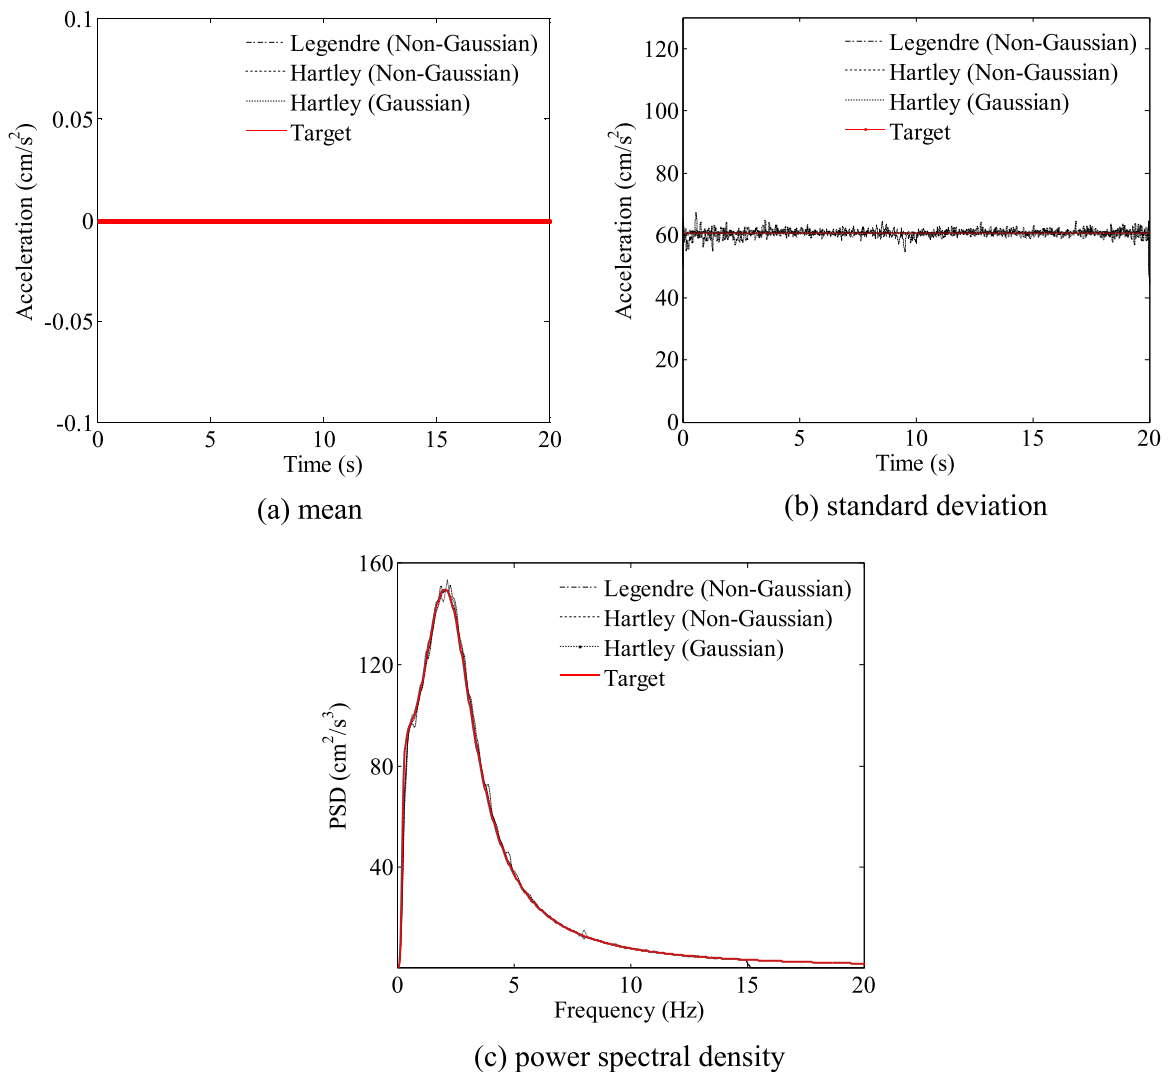 0.1
0.05
0
-0.05
-0.1
Acceleration (cm/s²)
Legendre (Non-Gaussian)
Hartley (Non-Gaussian)
Hartley (Gaussian)
Target
0 5 10 15 20
Time (s)
(a) mean
120
100
80
60
40
20
0
Acceleration (cm/s²)
Legendre (Non-Gaussian)
Hartley (Non-Gaussian)
Hartley (Gaussian)
Target
0 5 10 15 20
Time (s)
(b) standard deviation
160
120
80
40
PSD (cm²/s³)
Legendre (Non-Gaussian)
Hartley (Non-Gaussian)
Hartley (Gaussian)
Target
0 5 10 15 20
Frequency (Hz)
(c) power spectral density